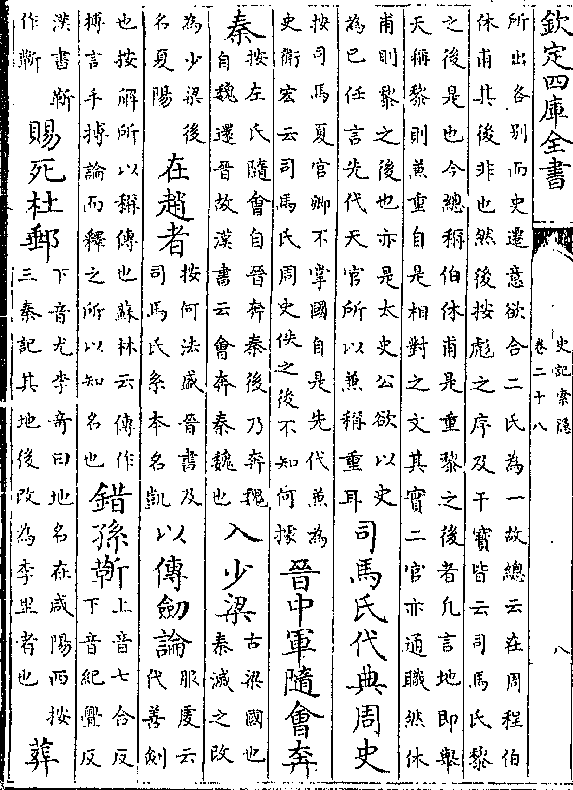 欽定四庫全書
史記索隱
卷二十八
八
所出各别而史遷意欲合二氏為一故總云在周程伯
休甫其後非也然後按彪之序及干寶皆云司馬氏黎
之後是也今總稱伯休甫是重黎之後者凡言地即舉
天稱黎則兼重自是相對之文其實二官亦通職然休
甫則黎之後也亦是太史公欲以史
為已任言先代天官所以兼稱重耳
司馬氏代典周史
按司馬夏官卿不掌國自是先代兼為
史衛宏云司馬氏周史佚之後不知何據
晉中軍隨會奔
秦
按左氏隨會自晉奔秦後乃奔魏
自魏還晉故漢書云會奔秦魏也
入少梁
古梁國也
秦滅之改
為少梁後
名夏陽
在趙者
按何法盛晉書及
司馬氏系本名凱
以傳劒論
服虔云
代善劍
也按解所以稱傳也蘇林云傳作
搏言手搏論而釋之所以知名也
錯孫靳
上音七合反
下音紀舋反
漢書靳
作
賜死杜郵
下音尤李奇曰地名在咸陽西按
三秦記其地後改為李里者也
葬